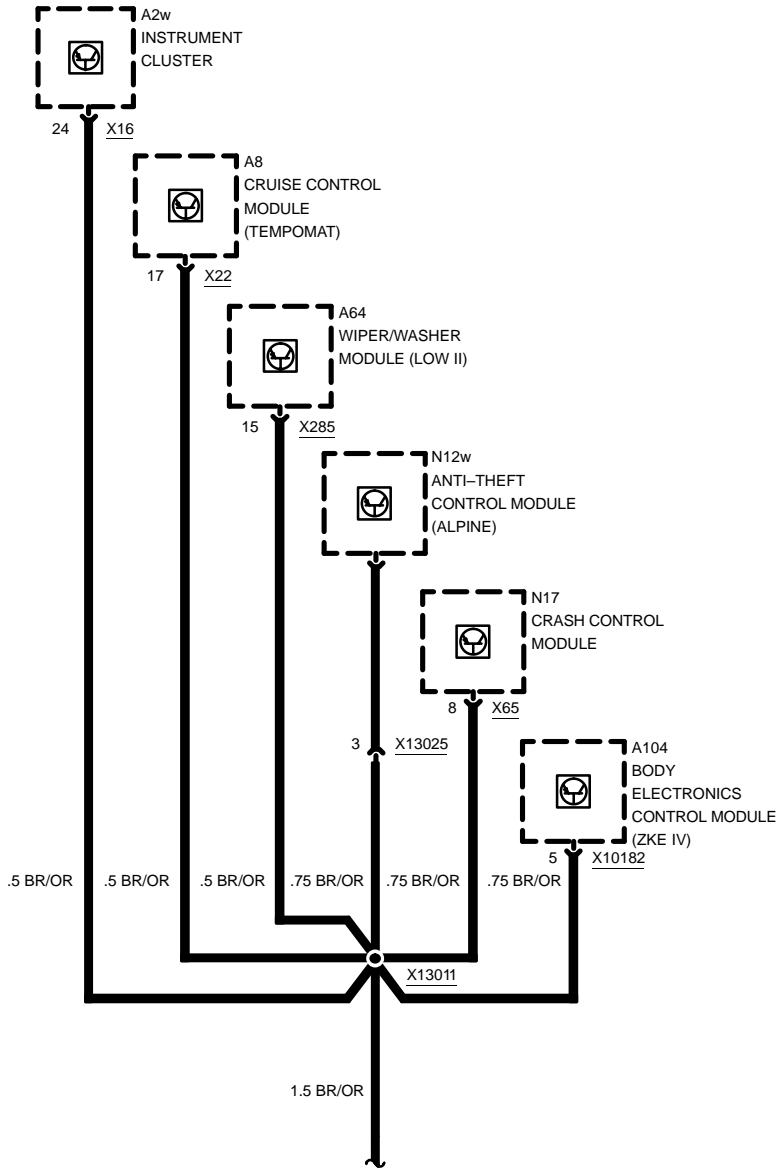 A2w
INSTRUMENT
CLUSTER
24 X16
A8
CRUISE CONTROL
MODULE
(TEMPOMAT)
17 X22
A64
WIPER/WASHER
MODULE (LOW II)
15 X285
N12w
ANTI–THEFT
CONTROL MODULE
(ALPINE)
N17
CRASH CONTROL
MODULE
8 X65
3 X13025
A104
BODY
ELECTRONICS
CONTROL MODULE
(ZKE IV)
5 X10182
.5 BR/OR .5 BR/OR .5 BR/OR .75 BR/OR .75 BR/OR .75 BR/OR
X13011
1.5 BR/OR